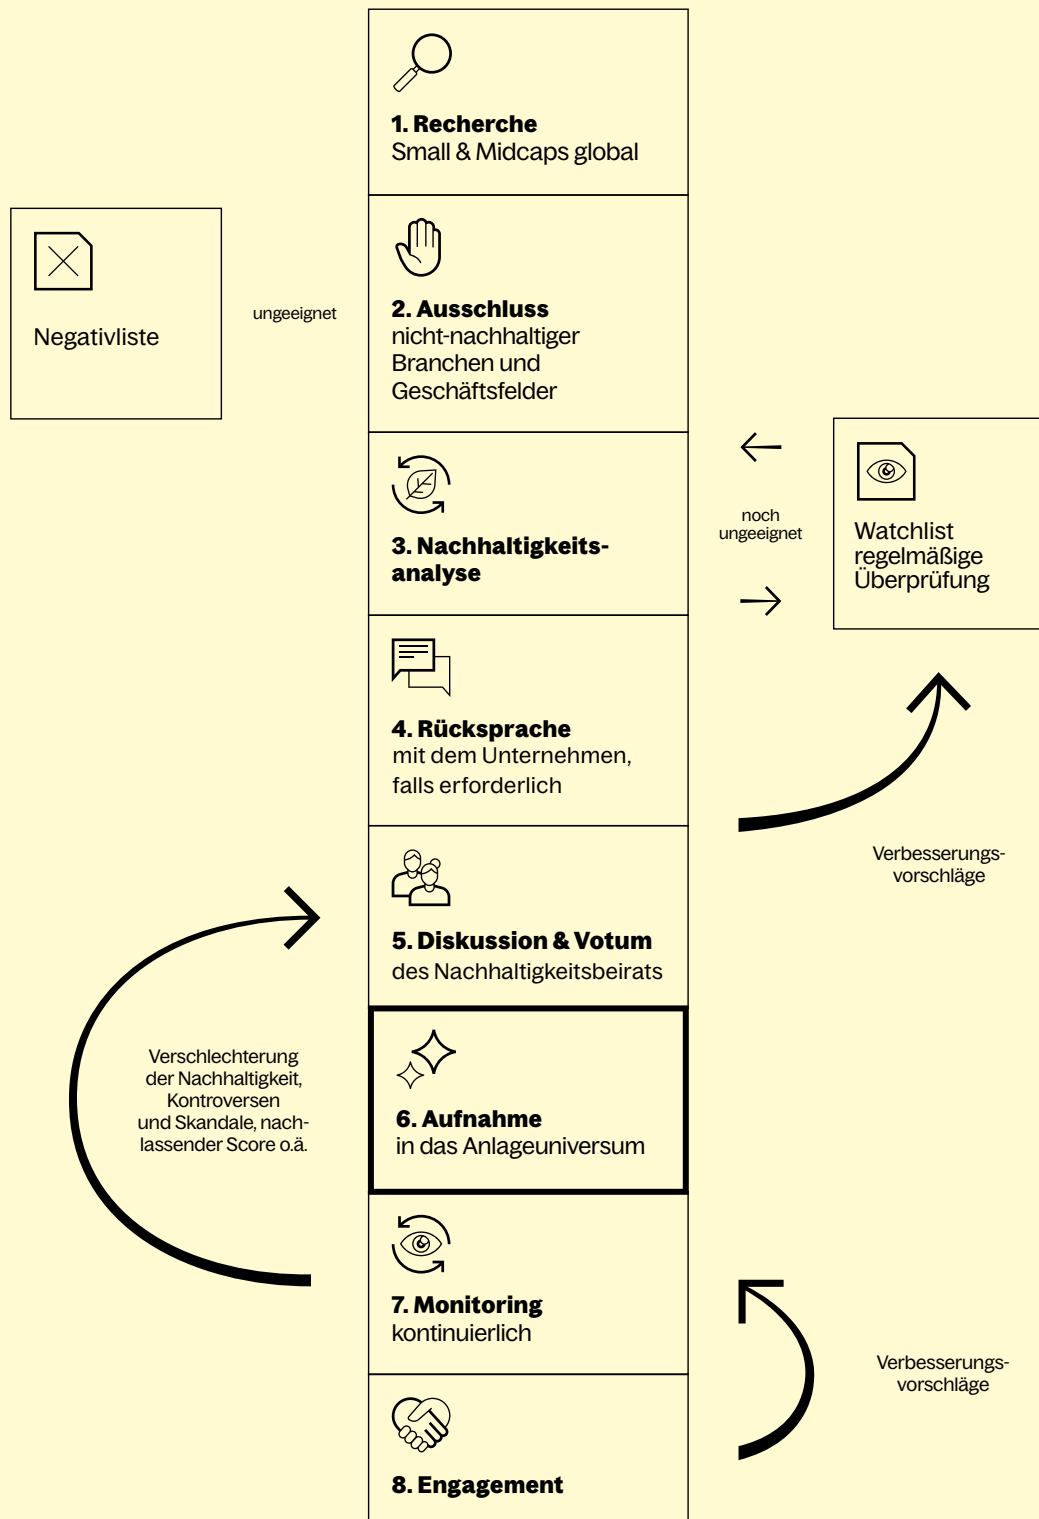 1. Recherche
Small & Midcaps global
Negativliste
ungeeignet
2. Ausschluss
nicht-nachhaltiger
Branchen und
Geschäftsfelder
3. Nachhaltigkeits-
analyse
noch
ungeeignet
Watchlist
regelmäßige
Überprüfung
4. Rücksprache
mit dem Unternehmen,
falls erforderlich
Verbesserungs-
vorschläge
5. Diskussion & Votum
des Nachhaltigkeitsbeirats
Verschlechterung
der Nachhaltigkeit,
Kontroversen
und Skandale, nach-
lassender Score o.ä.
6. Aufnahme
in das Anlageuniversum
7. Monitoring
kontinuierlich
Verbesserungs-
vorschläge
8. Engagement